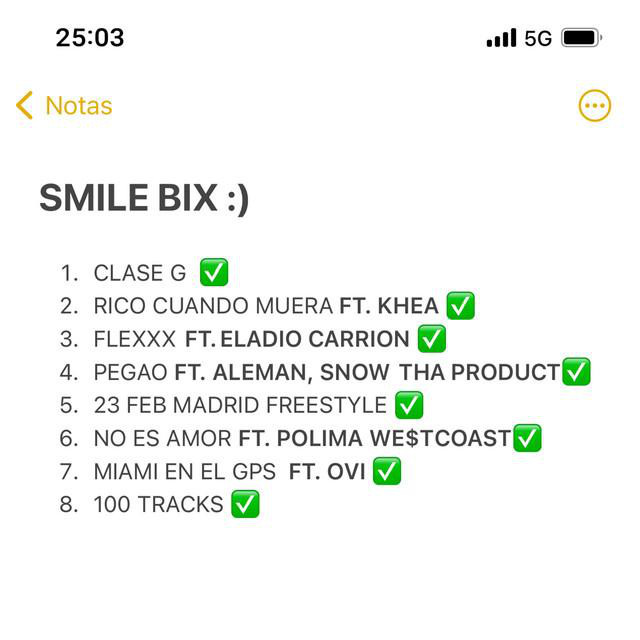 25:03 5G
Notas
SMILE BIX :)
1. CLASE G ✅
2. RICO CUANDO MUERA FT. KHEA ✅
3. FLEXXX FT. ELADIO CARRION ✅
4. PEGAO FT. ALEMAN, SNOW THA PRODUCT ✅
5. 23 FEB MADRID FREESTYLE ✅
6. NO ES AMOR FT. POLIMA WE$TCOAST ✅
7. MIAMI EN EL GPS FT. OVI ✅
8. 100 TRACKS ✅